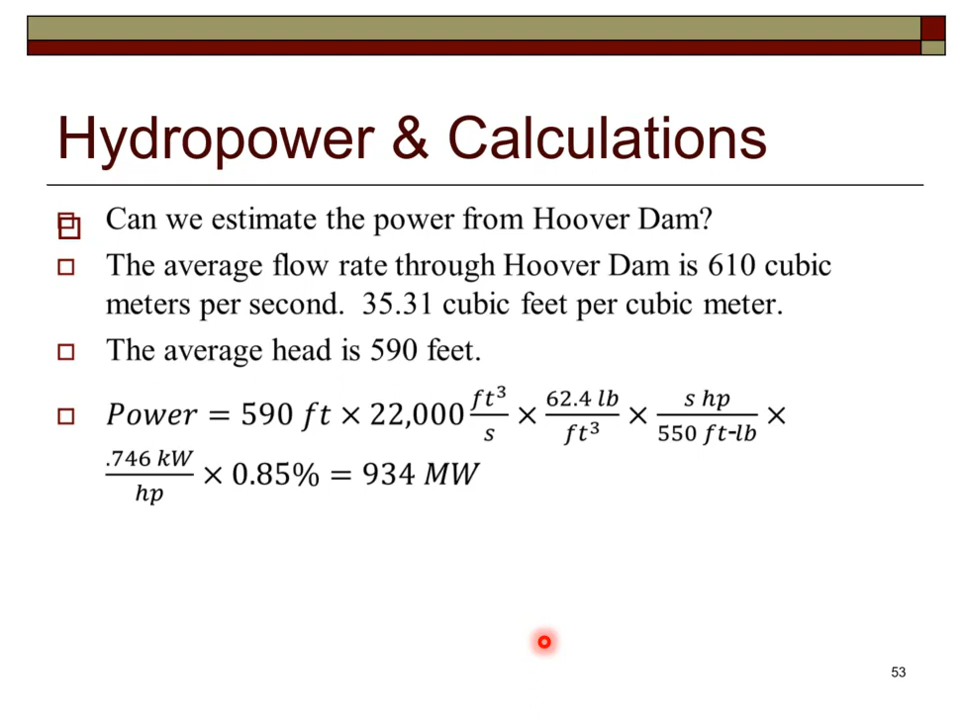 Hydropower & Calculations
Can we estimate the power from Hoover Dam?
The average flow rate through Hoover Dam is 610 cubic
meters per second. 35.31 cubic feet per cubic meter.
The average head is 590 feet.
Power = 590 ft × 22,000 ft³/s × 62.4 lb/ft³ × s hp/550 ft-lb ×
.746 kW/hp × 0.85% = 934 MW
53